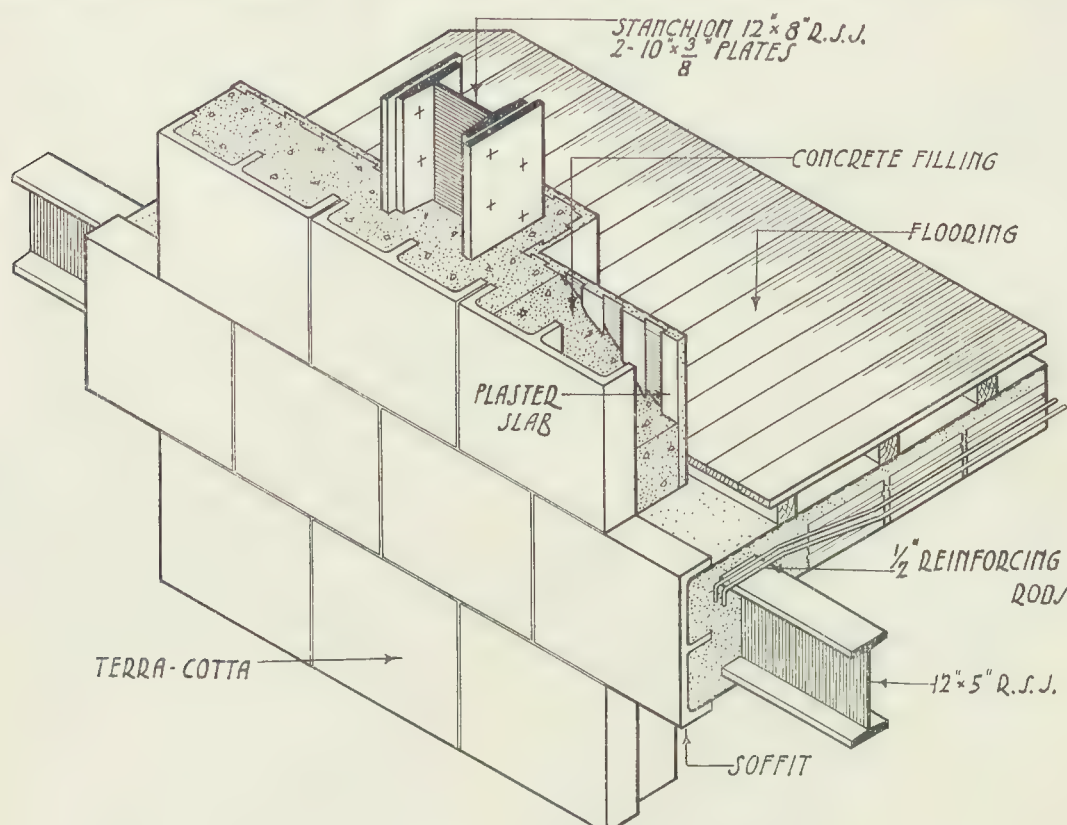 STANCHION 12" × 8" R.S.J.
2-10" × 3/8" PLATES
CONCRETE FILLING
FLOORING
PLASTER
SLAB
1/2" REINFORCING
RODS
TERRA-COTTA
12" × 5" R.S.J.
SOFFIT